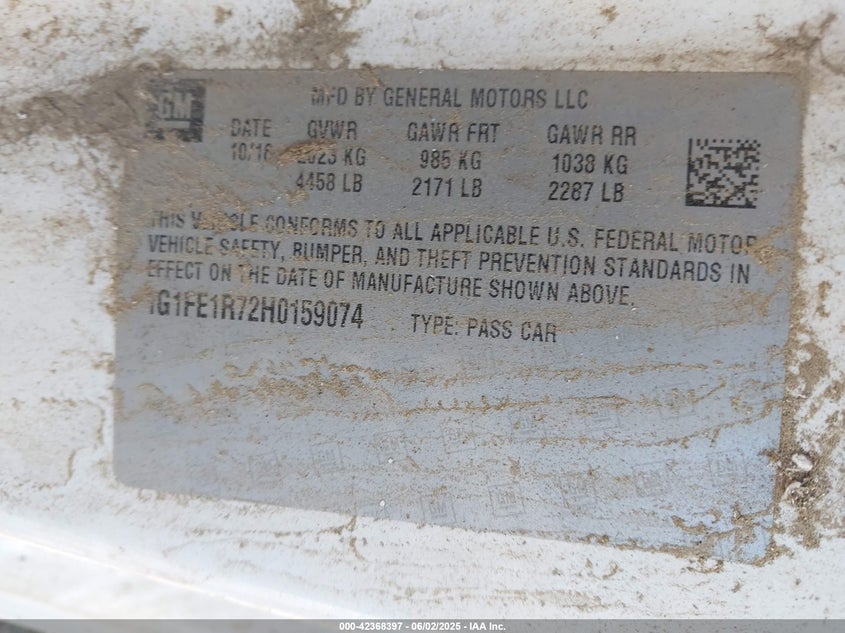 GM
MFD BY GENERAL MOTORS LLC
DATE GVWR GAWR FRT GAWR RR
10/16 2023 KG 985 KG 1038 KG
4458 LB 2171 LB 2287 LB
THIS VEHICLE CONFORMS TO ALL APPLICABLE U.S. FEDERAL MOTOR
VEHICLE SAFETY, BUMPER, AND THEFT PREVENTION STANDARDS IN
EFFECT ON THE DATE OF MANUFACTURE SHOWN ABOVE.
1G1FE1R72H0159074 TYPE: PASS CAR
000-42368397 - 06/02/2025 - IAA Inc.